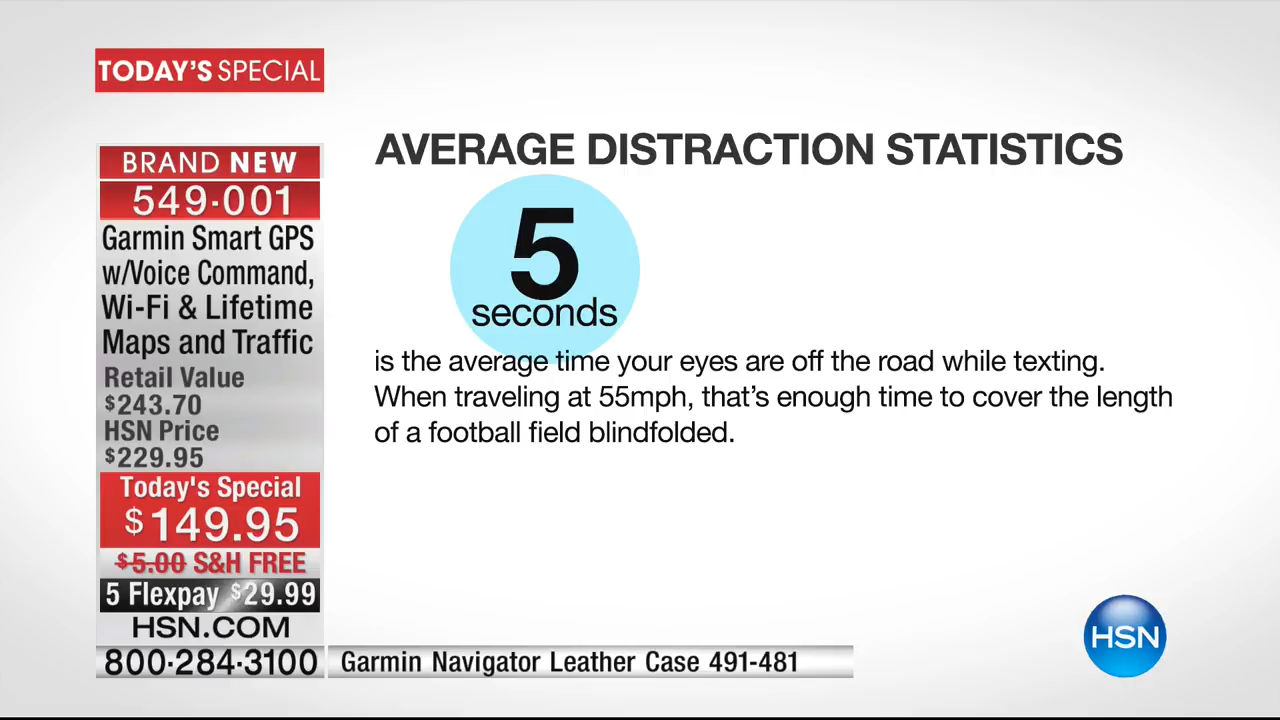 TODAY'S SPECIAL
BRAND NEW
549·001
Garmin Smart GPS
w/Voice Command,
Wi-Fi & Lifetime
Maps and Traffic
Retail Value
$243.70
HSN Price
$229.95
Today's Special
$149.95
$5.00 S&H FREE
5 Flexpay $29.99
HSN.COM
800·284·3100
AVERAGE DISTRACTION STATISTICS
5
seconds
is the average time your eyes are off the road while texting.
When traveling at 55mph, that's enough time to cover the length
of a football field blindfolded.
Garmin Navigator Leather Case 491-481
HSN